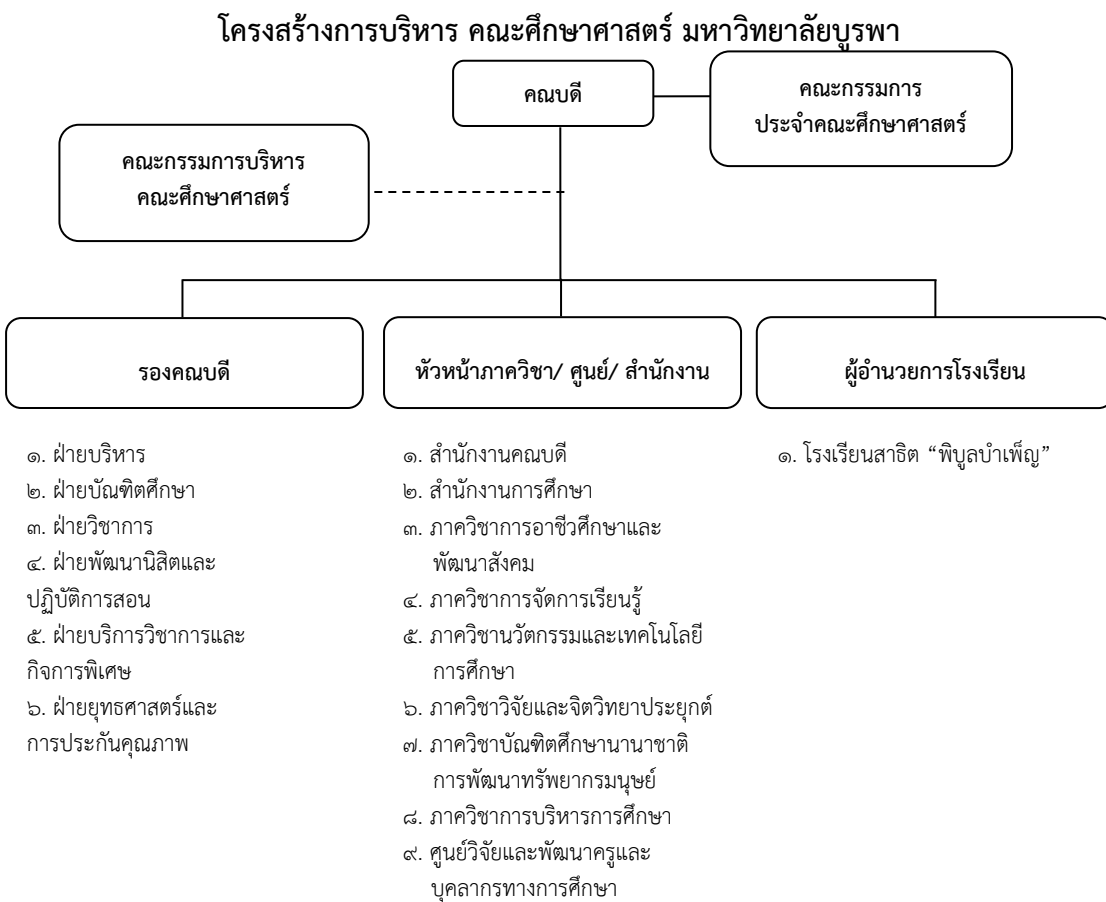 โครงสร้างการบริหาร คณะศึกษาศาสตร์ มหาวิทยาลัยบูรพา
คณบดี
คณะกรรมการ
ประจำคณะศึกษาศาสตร์
คณะกรรมการบริหาร
คณะศึกษาศาสตร์
รองคณบดี
หัวหน้าภาควิชา/ ศูนย์/ สำนักงาน
ผู้อำนวยการโรงเรียน
๑. ฝ่ายบริหาร
๒. ฝ่ายบัณฑิตศึกษา
๓. ฝ่ายวิชาการ
๔. ฝ่ายพัฒนานิสิตและ
ปฏิบัติการสอน
๕. ฝ่ายบริการวิชาการและ
กิจการพิเศษ
๖. ฝ่ายยุทธศาสตร์และ
การประกันคุณภาพ
๑. สำนักงานคณบดี
๒. สำนักงานการศึกษา
๓. ภาควิชาการอาชีวศึกษาและ
พัฒนาสังคม
๔. ภาควิชาการจัดการเรียนรู้
๕. ภาควิชานวัตกรรมและเทคโนโลยี
การศึกษา
๖. ภาควิชาวิจัยและจิตวิทยาประยุกต์
๗. ภาควิชาบัณฑิตศึกษานานาชาติ
การพัฒนาทรัพยากรมนุษย์
๘. ภาควิชาการบริหารการศึกษา
๙. ศูนย์วิจัยและพัฒนาครูและ
บุคลากรทางการศึกษา
๑. โรงเรียนสาธิต “พิบูลบำเพ็ญ”